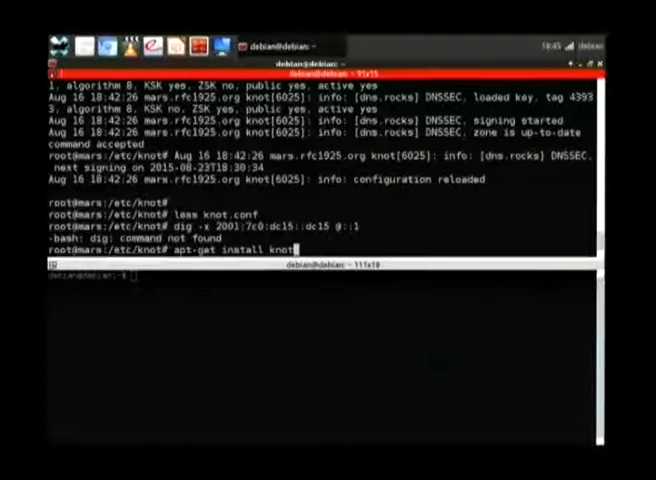 debian@debian: ~
18:45
debian
debian@debian: ~
debian@debian: ~ 91x15
1, algorithm 8, KSK yes, ZSK no, public yes, active yes
Aug 16 18:42:26 mars.rfc1925.org knot[6025]: info: [dns.rocks] DNSSEC, loaded key, tag 4393
3, algorithm 8, KSK no, ZSK yes, public yes, active yes
Aug 16 18:42:26 mars.rfc1925.org knot[6025]: info: [dns.rocks] DNSSEC, signing started
Aug 16 18:42:26 mars.rfc1925.org knot[6025]: info: [dns.rocks] DNSSEC, zone is up-to-date
command accepted
root@mars:/etc/knot# Aug 16 18:42:26 mars.rfc1925.org knot[6025]: info: [dns.rocks] DNSSEC,
next signing on 2015-08-23T18:30:34
Aug 16 18:42:26 mars.rfc1925.org knot[6025]: info: configuration reloaded
root@mars:/etc/knot#
root@mars:/etc/knot# less knot.conf
root@mars:/etc/knot# dig -x 2001:7c0:dc15::dc15 @::1
-bash: dig: command not found
root@mars:/etc/knot# apt-get install knot
debian@debian: ~ 111x18
debian@debian:~$